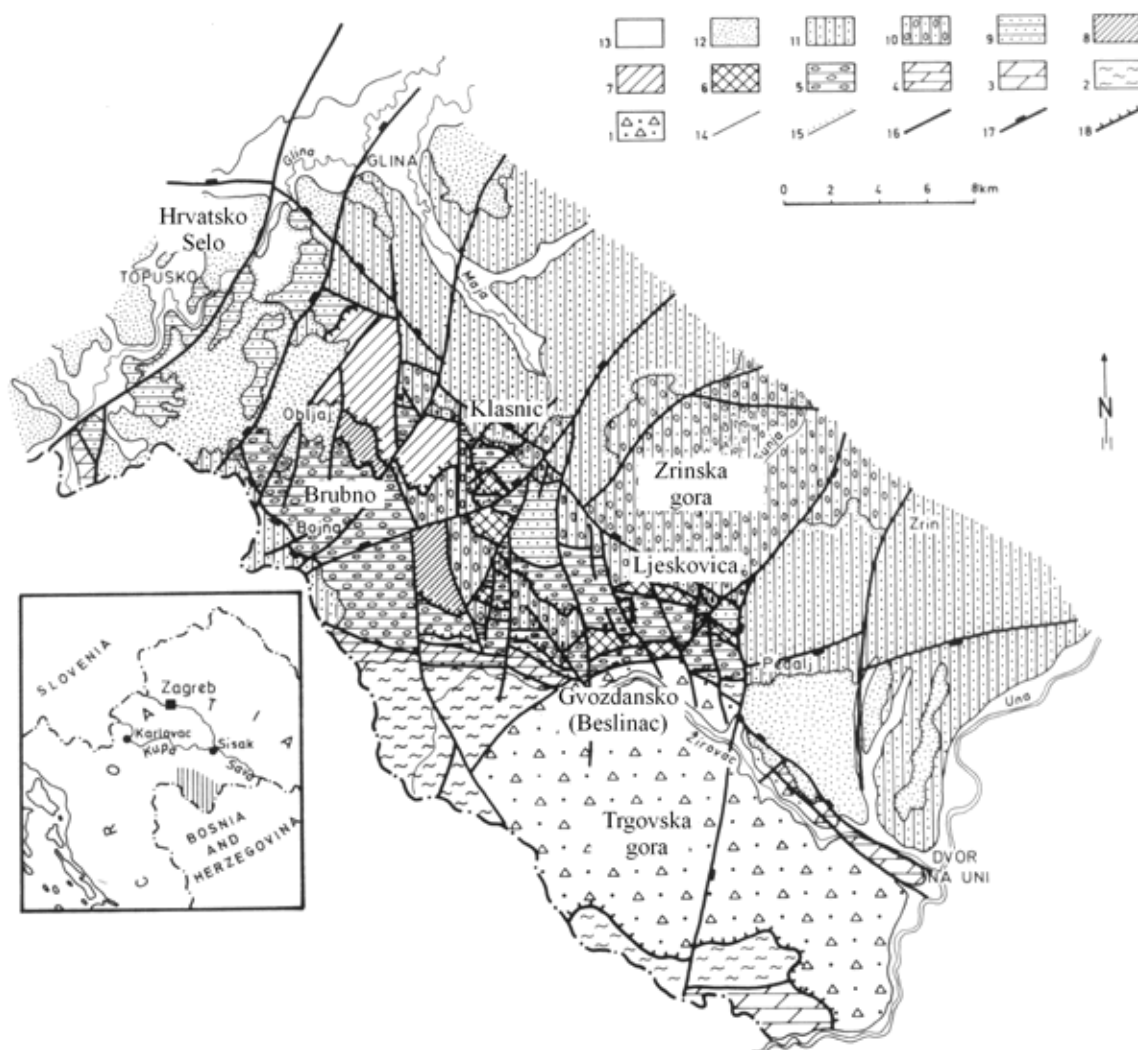 13 12 11 10 9 8
7 6 5 4 3 2
1 14 15 16 17 18
0 2 4 6 8km
Glina
GLINA
Hrvatsko
Selo
TOPUSKO
Maja
N
Klasnic
Obljaj
Zrinska
gora
Brubno
Bojna
Zrin
Ljeskovica
Pedalj
Gvozdansko
(Beslinac)
Una
Žirovac
Trgovska
gora
DVOR
NA UNI
SLOVENIA
Zagreb
Karlovac
Kupa
Sisak
Sava
C R O A T I A
BOSNIA
AND
HERZEGOVINA